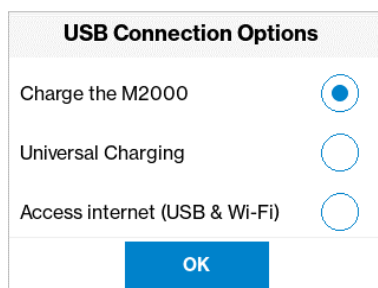 USB Connection Options
Charge the M2000
Universal Charging
Access internet (USB & Wi-Fi)
OK